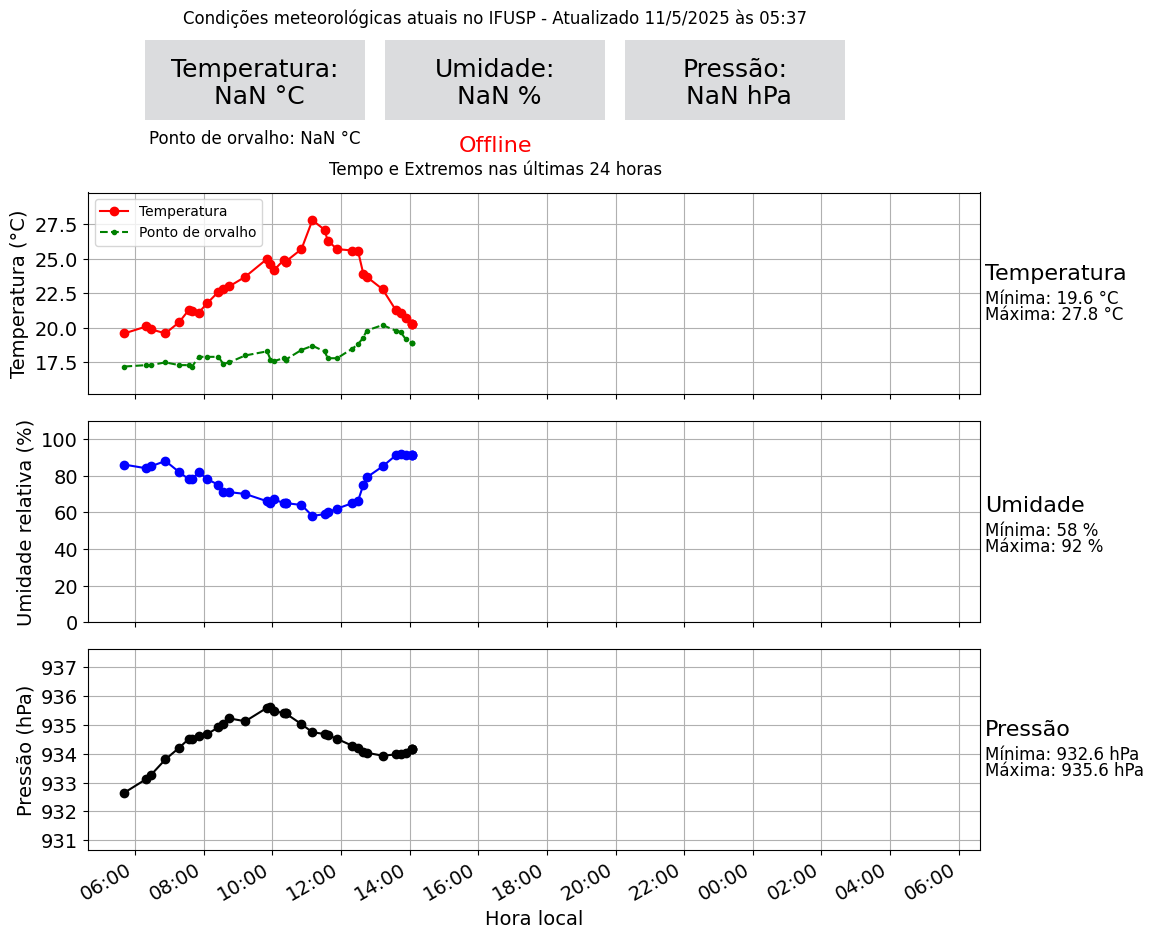 Condições meteorológicas atuais no IFUSP - Atualizado 11/5/2025 às 05:37
Temperatura:
NaN °C
Umidade:
NaN %
Pressão:
NaN hPa
Ponto de orvalho: NaN °C
Offline
Tempo e Extremos nas últimas 24 horas
Temperatura (°C)
27.5
25.0
22.5
20.0
17.5
Temperatura
Ponto de orvalho
Temperatura
Mínima: 19.6 °C
Máxima: 27.8 °C
Umidade relativa (%)
100
80
60
40
20
0
Umidade
Mínima: 58 %
Máxima: 92 %
Pressão (hPa)
937
936
935
934
933
932
931
Pressão
Mínima: 932.6 hPa
Máxima: 935.6 hPa
06:00
08:00
10:00
12:00
14:00
16:00
18:00
20:00
22:00
00:00
02:00
04:00
06:00
Hora local